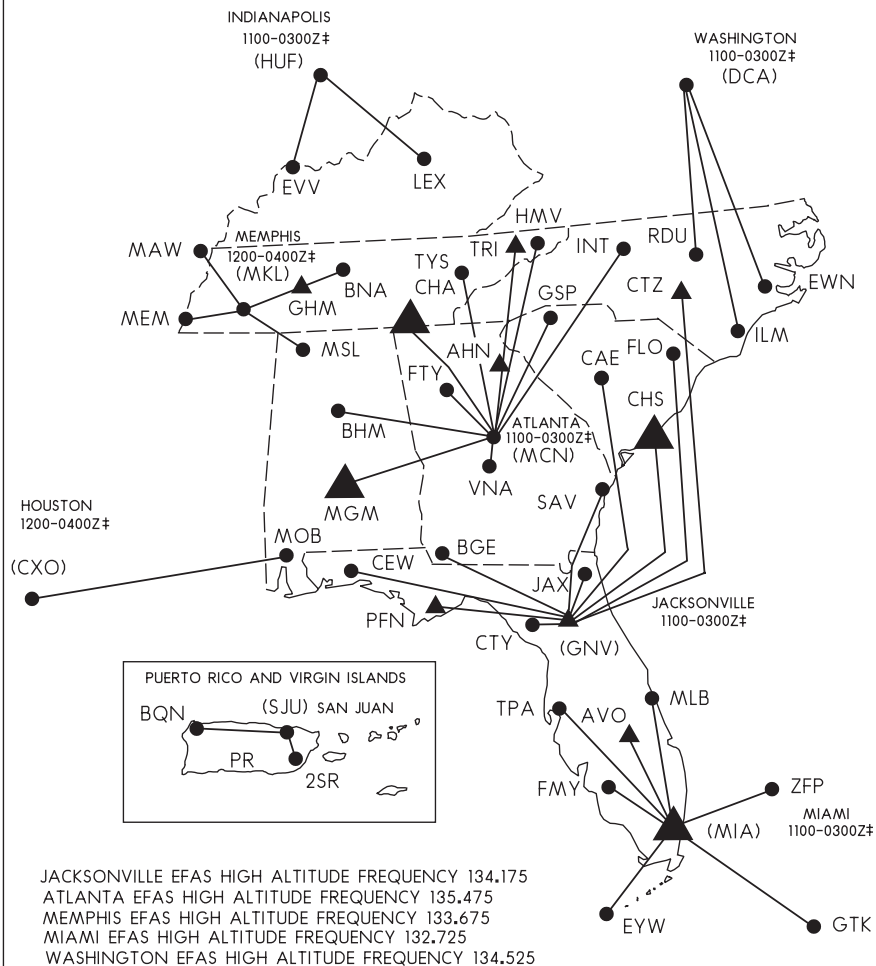 INDIANAPOLIS
1100-0300Z‡
(HUF)
WASHINGTON
1100-0300Z‡
(DCA)
EVV
LEX
HMV
MAW
MEMPHIS
1200-0400Z‡
(MKL)
TRI
INT
RDU
TYS
CHA
BNA
GHM
GSP
CTZ
EWN
MEM
ILM
MSL
AHN
FLO
CAE
FTY
CHS
BHM
ATLANTA
1100-0300Z‡
(MCN)
VNA
MGM
SAV
HOUSTON
1200-0400Z‡
MOB
BGE
(CXO)
CEW
JAX
JACKSONVILLE
1100-0300Z‡
PFN
CTY
(GNV)
PUERTO RICO AND VIRGIN ISLANDS
BQN
(SJU) SAN JUAN
PR
2SR
TPA
AVO
MLB
FMY
ZFP
(MIA)
MIAMI
1100-0300Z‡
EYW
GTK
JACKSONVILLE EFAS HIGH ALTITUDE FREQUENCY 134.175
ATLANTA EFAS HIGH ALTITUDE FREQUENCY 135.475
MEMPHIS EFAS HIGH ALTITUDE FREQUENCY 133.675
MIAMI EFAS HIGH ALTITUDE FREQUENCY 132.725
WASHINGTON EFAS HIGH ALTITUDE FREQUENCY 134.525